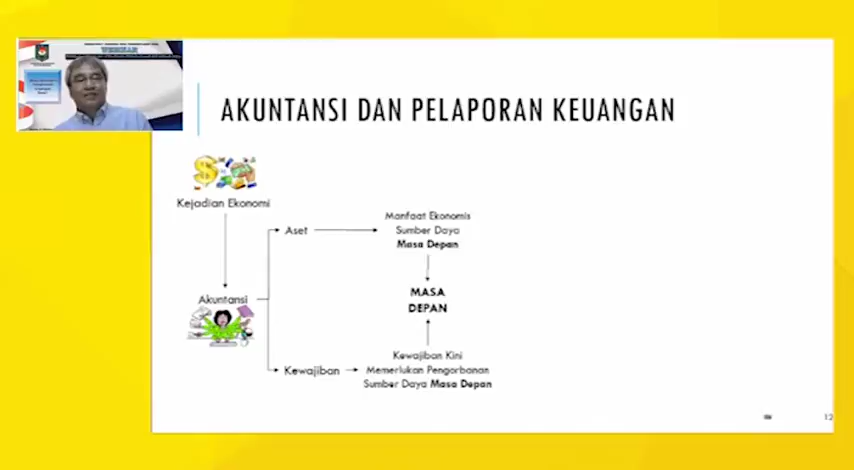 WEBINAR
AKUNTANSI DAN PELAPORAN KEUANGAN
Kejadian Ekonomi
Manfaat Ekonomis
Aset
Sumber Daya
Masa Depan
MASA
DEPAN
Akuntansi
Kewajiban Kini
Kewajiban
Memerlukan Pengorbanan
Sumber Daya Masa Depan
12